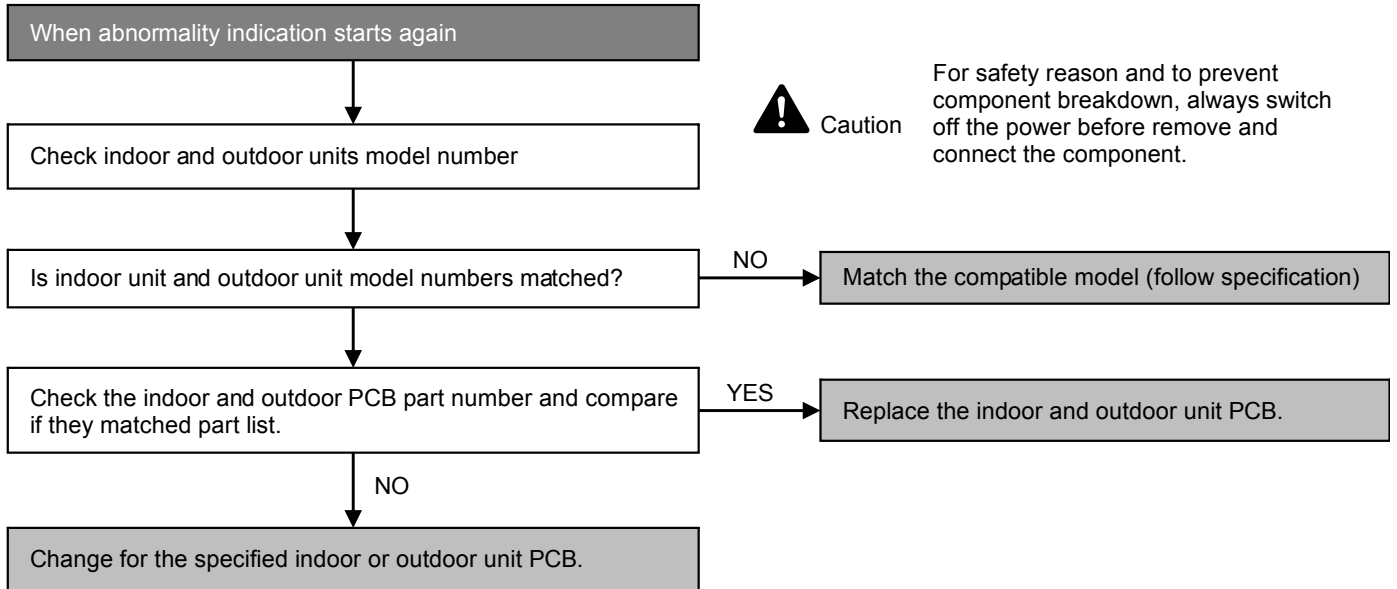 When abnormality indication starts again
Caution
For safety reason and to prevent
component breakdown, always switch
off the power before remove and
connect the component.
Check indoor and outdoor units model number
Is indoor unit and outdoor unit model numbers matched?
NO
Match the compatible model (follow specification)
Check the indoor and outdoor PCB part number and compare
if they matched part list.
YES
Replace the indoor and outdoor unit PCB.
NO
Change for the specified indoor or outdoor unit PCB.